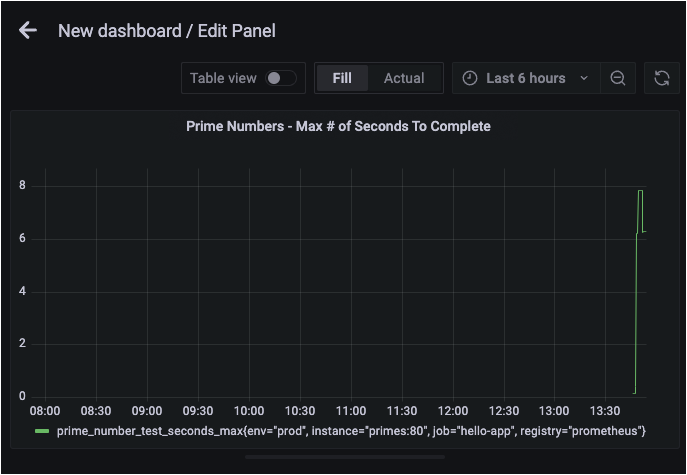 New dashboard / Edit Panel
Table view Fill Actual Last 6 hours
Prime Numbers - Max # of Seconds To Complete
8
6
4
2
0
08:00 08:30 09:00 09:30 10:00 10:30 11:00 11:30 12:00 12:30 13:00 13:30
prime_number_test_seconds_max{env="prod", instance="primes:80", job="hello-app", registry="prometheus"}